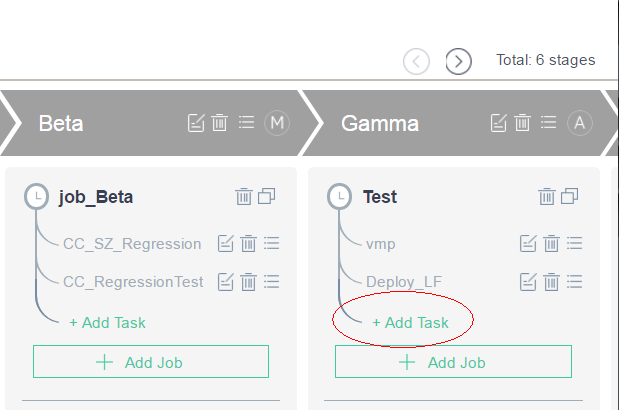 Total: 6 stages
Beta M
Gamma A
job_Beta
CC_SZ_Regression
CC_RegressionTest
+ Add Task
+ Add Job
Test
vmp
Deploy_LF
+ Add Task
+ Add Job